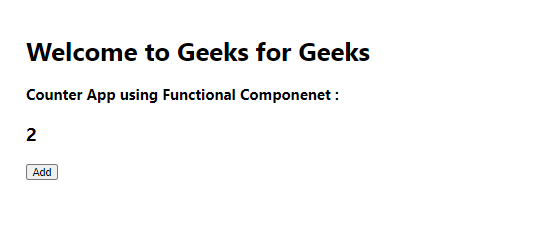 Welcome to Geeks for Geeks
Counter App using Functional Componenet :
2
Add